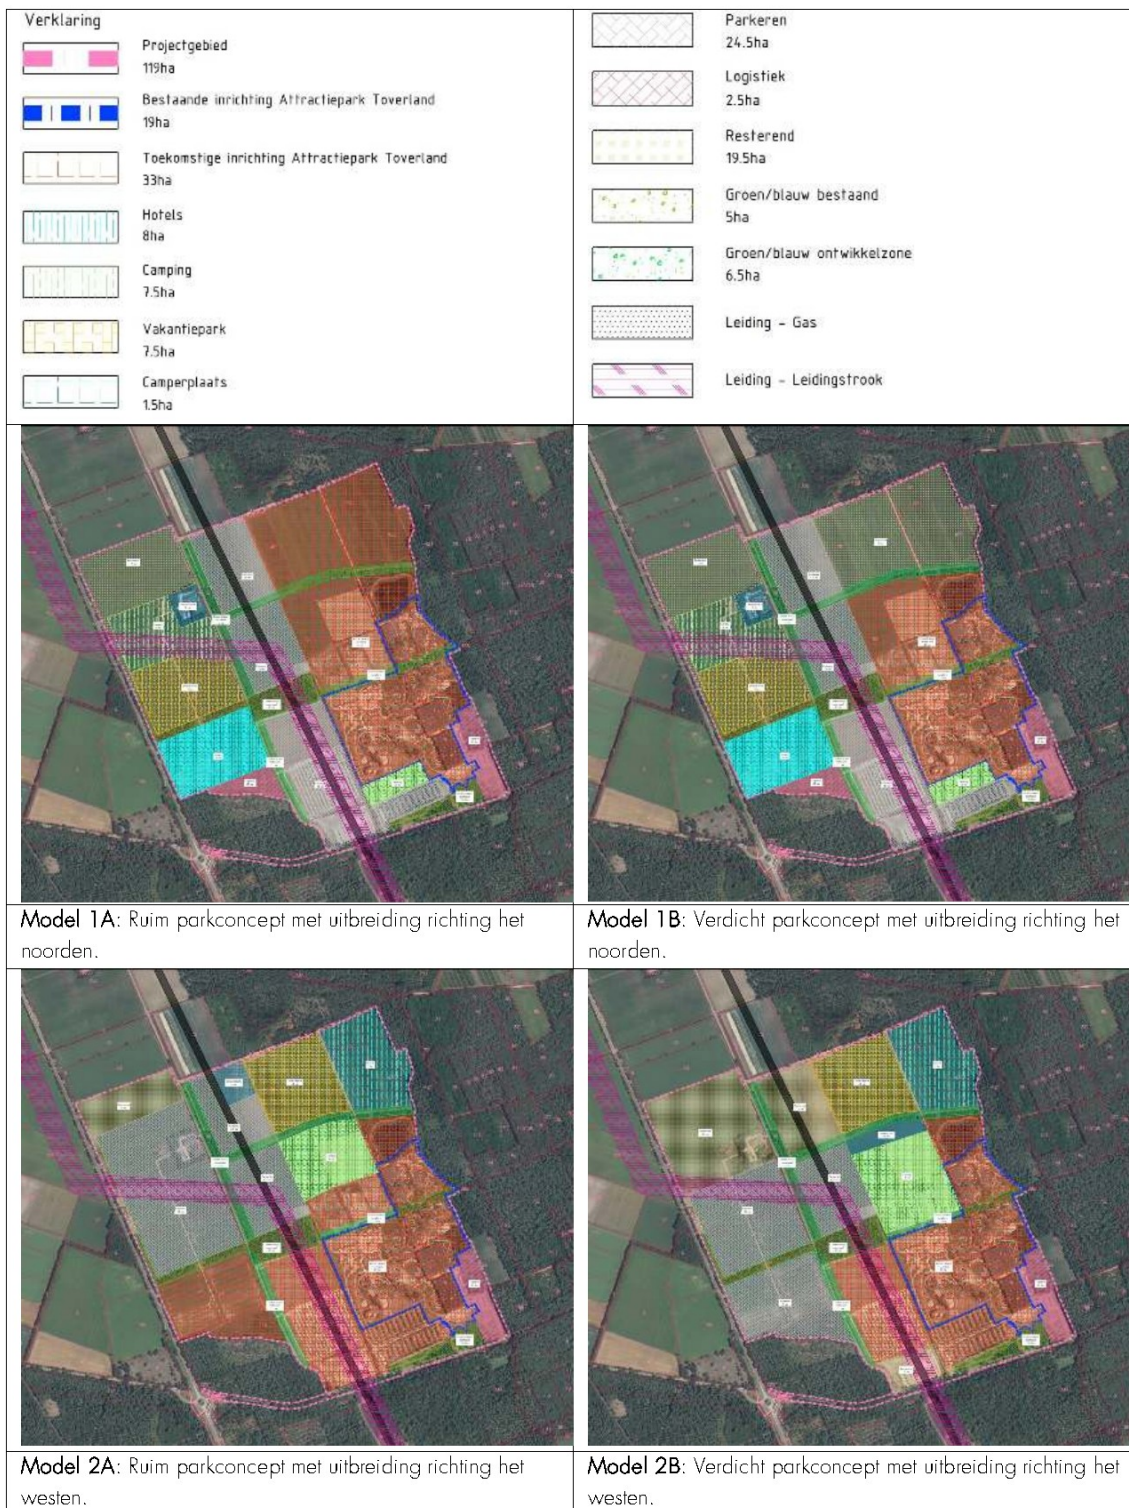 Verklaring
Projectgebied
119ha
Bestaande inrichting Attractiepark Toverland
19ha
Toekomstige inrichting Attractiepark Toverland
33ha
Hotels
8ha
Camping
7.5ha
Vakantiepark
7.5ha
Camperplaats
1.5ha
Parkeren
24.5ha
Logistiek
2.5ha
Resterend
19.5ha
Groen/blauw bestaand
5ha
Groen/blauw ontwikkelzone
6.5ha
Leiding - Gas
Leiding - Leidingstrook
Model 1A: Ruim parkconcept met uitbreiding richting het
noorden.
Model 1B: Verdicht parkconcept met uitbreiding richting het
noorden.
Model 2A: Ruim parkconcept met uitbreiding richting het
westen.
Model 2B: Verdicht parkconcept met uitbreiding richting het
westen.